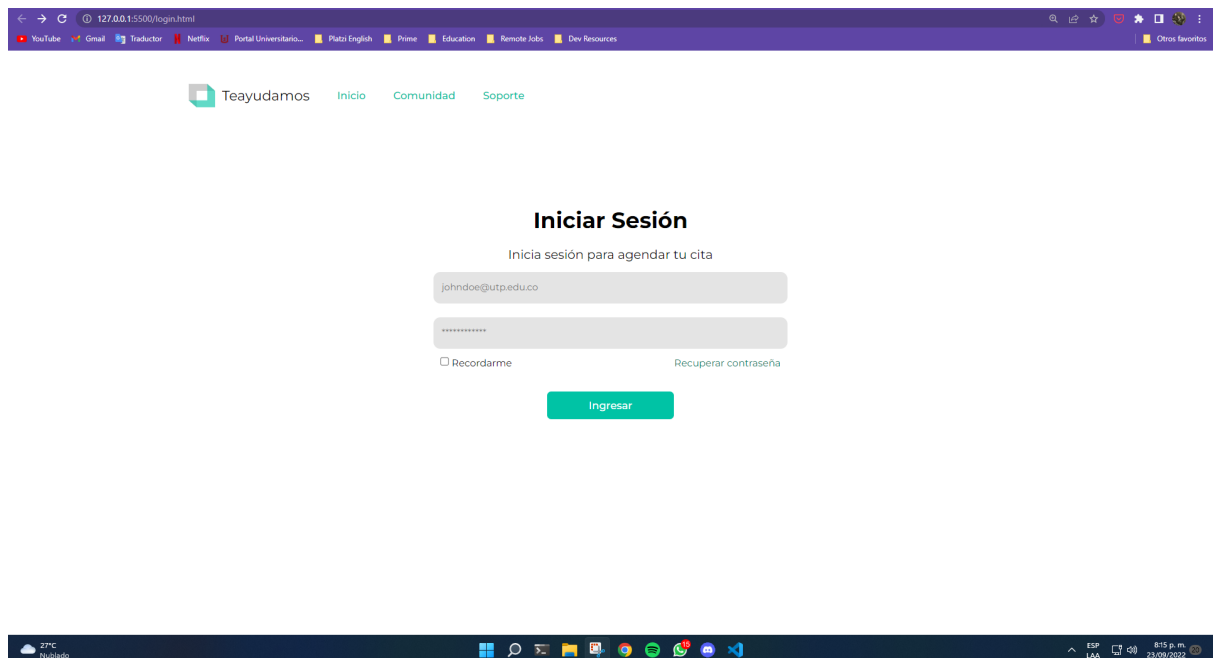 127.0.0.1:5500/login.html
YouTube Gmail Traductor Netflix Portal Universitario... Platzi English Prime Education Remote Jobs Dev Resources Otros favoritos
Teayudamos Inicio Comunidad Soporte
Iniciar Sesión
Inicia sesión para agendar tu cita
johndoe@utp.edu.co
************
Recordarme Recuperar contraseña
Ingresar
27°C ESP 8:15 p. m.
Nublado LAA 23/09/2022